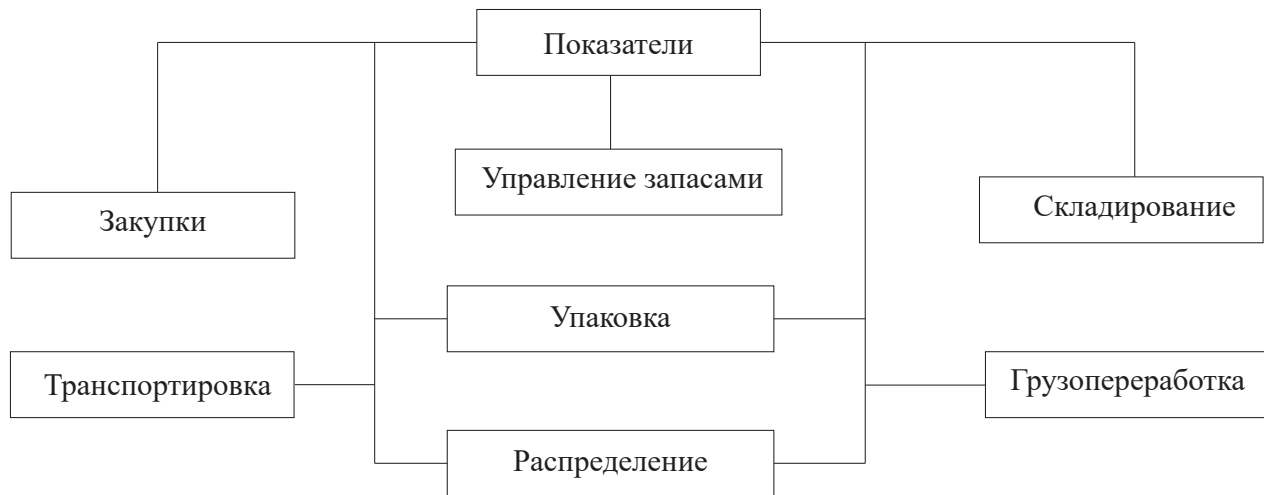 Показатели
Управление запасами
Закупки
Складирование
Упаковка
Транспортировка
Грузопереработка
Распределение